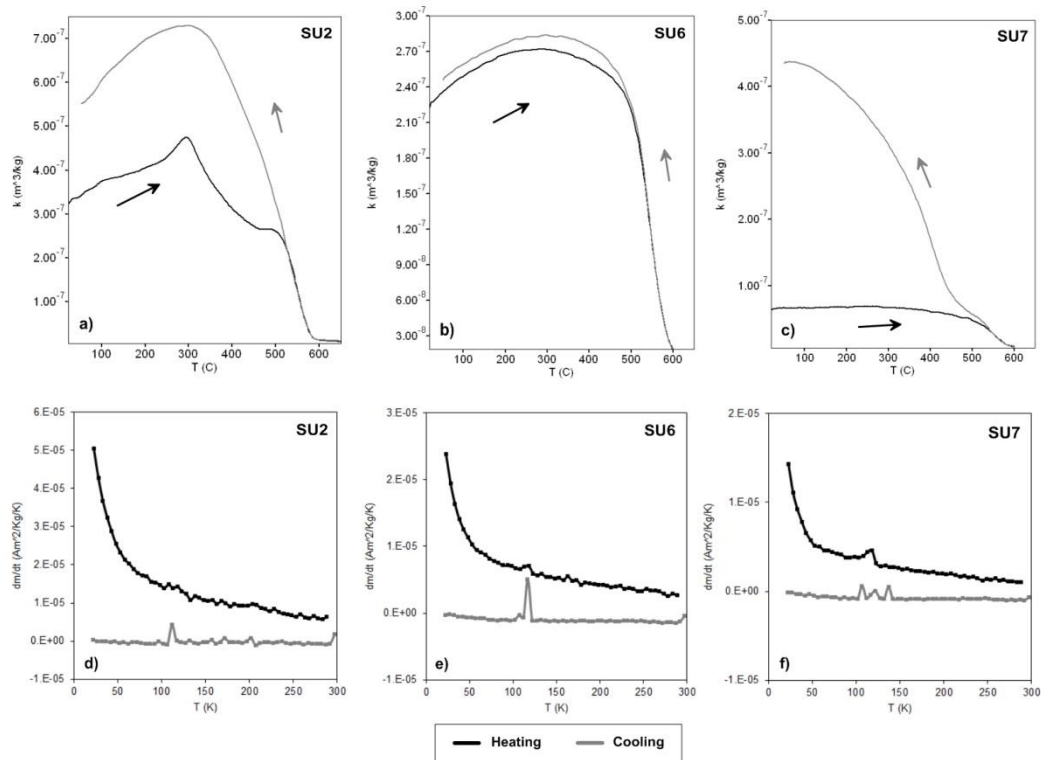 SU2
7.00⁻⁷
6.00⁻⁷
5.00⁻⁷
4.00⁻⁷
3.00⁻⁷
2.00⁻⁷
1.00⁻⁷
k (m^3/kg)
a)
100 200 300 400 500 600
T (C)
SU6
3.00⁻⁷
2.70⁻⁷
2.40⁻⁷
2.10⁻⁷
1.80⁻⁷
1.50⁻⁷
1.20⁻⁷
9.00⁻⁸
6.00⁻⁸
3.00⁻⁸
k (m^3/kg)
b)
100 200 300 400 500 600
T (C)
SU7
5.00⁻⁷
4.00⁻⁷
3.00⁻⁷
2.00⁻⁷
1.00⁻⁷
k (m^3/kg)
c)
100 200 300 400 500 600
T (C)
SU2
6.E-05
5.E-05
4.E-05
3.E-05
2.E-05
1.E-05
0.E+00
-1.E-05
dm/dt (Am^2/Kg/K)
d)
0 50 100 150 200 250 300
T (K)
SU6
3.E-05
2.E-05
1.E-05
0.E+00
-1.E-05
dm/dt (Am^2/Kg/K)
e)
0 50 100 150 200 250 300
T (K)
SU7
2.E-05
1.E-05
0.E+00
-1.E-05
dm/dt (Am^2/Kg/K)
f)
0 50 100 150 200 250 300
T (K)
Heating Cooling